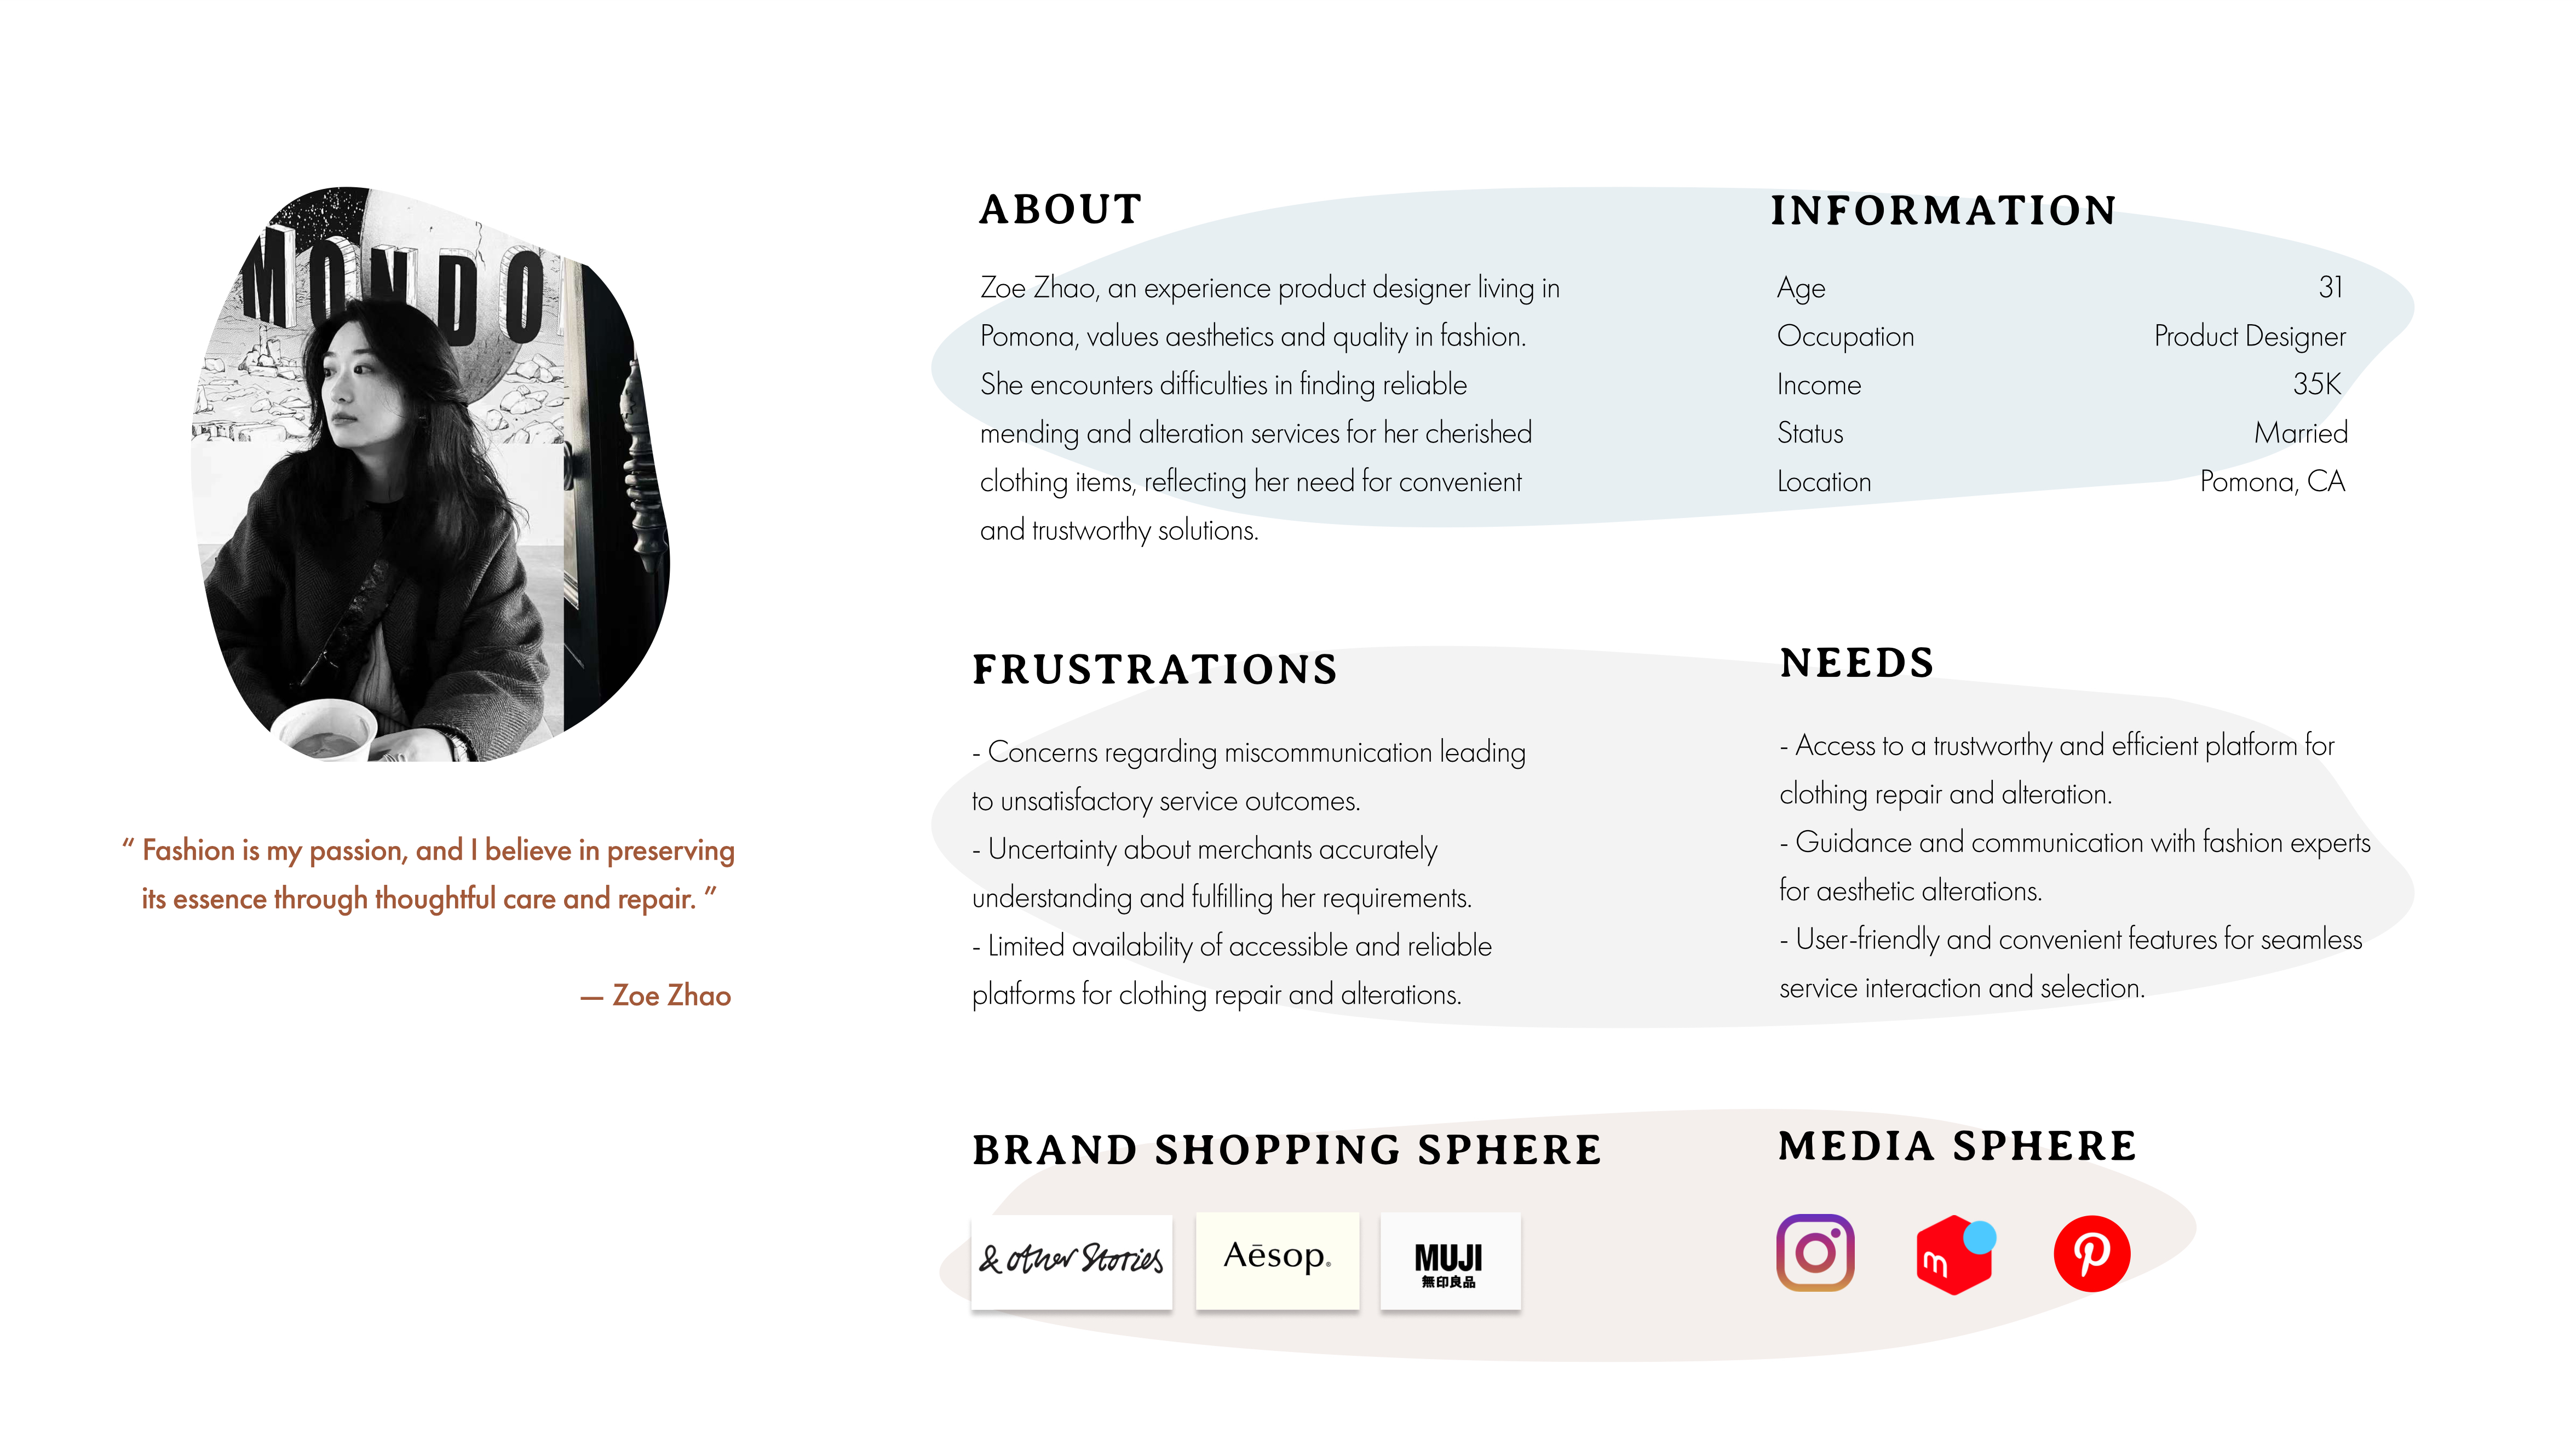 MONDO
“ Fashion is my passion, and I believe in preserving
its essence through thoughtful care and repair. ”
— Zoe Zhao
ABOUT
Zoe Zhao, an experience product designer living in
Pomona, values aesthetics and quality in fashion.
She encounters difficulties in finding reliable
mending and alteration services for her cherished
clothing items, reflecting her need for convenient
and trustworthy solutions.
INFORMATION
Age 31
Occupation Product Designer
Income 35K
Status Married
Location Pomona, CA
FRUSTRATIONS
- Concerns regarding miscommunication leading
to unsatisfactory service outcomes.
- Uncertainty about merchants accurately
understanding and fulfilling her requirements.
- Limited availability of accessible and reliable
platforms for clothing repair and alterations.
NEEDS
- Access to a trustworthy and efficient platform for
clothing repair and alteration.
- Guidance and communication with fashion experts
for aesthetic alterations.
- User-friendly and convenient features for seamless
service interaction and selection.
BRAND SHOPPING SPHERE
& other Stories
Aēsop.
MUJI
無印良品
MEDIA SPHERE
m